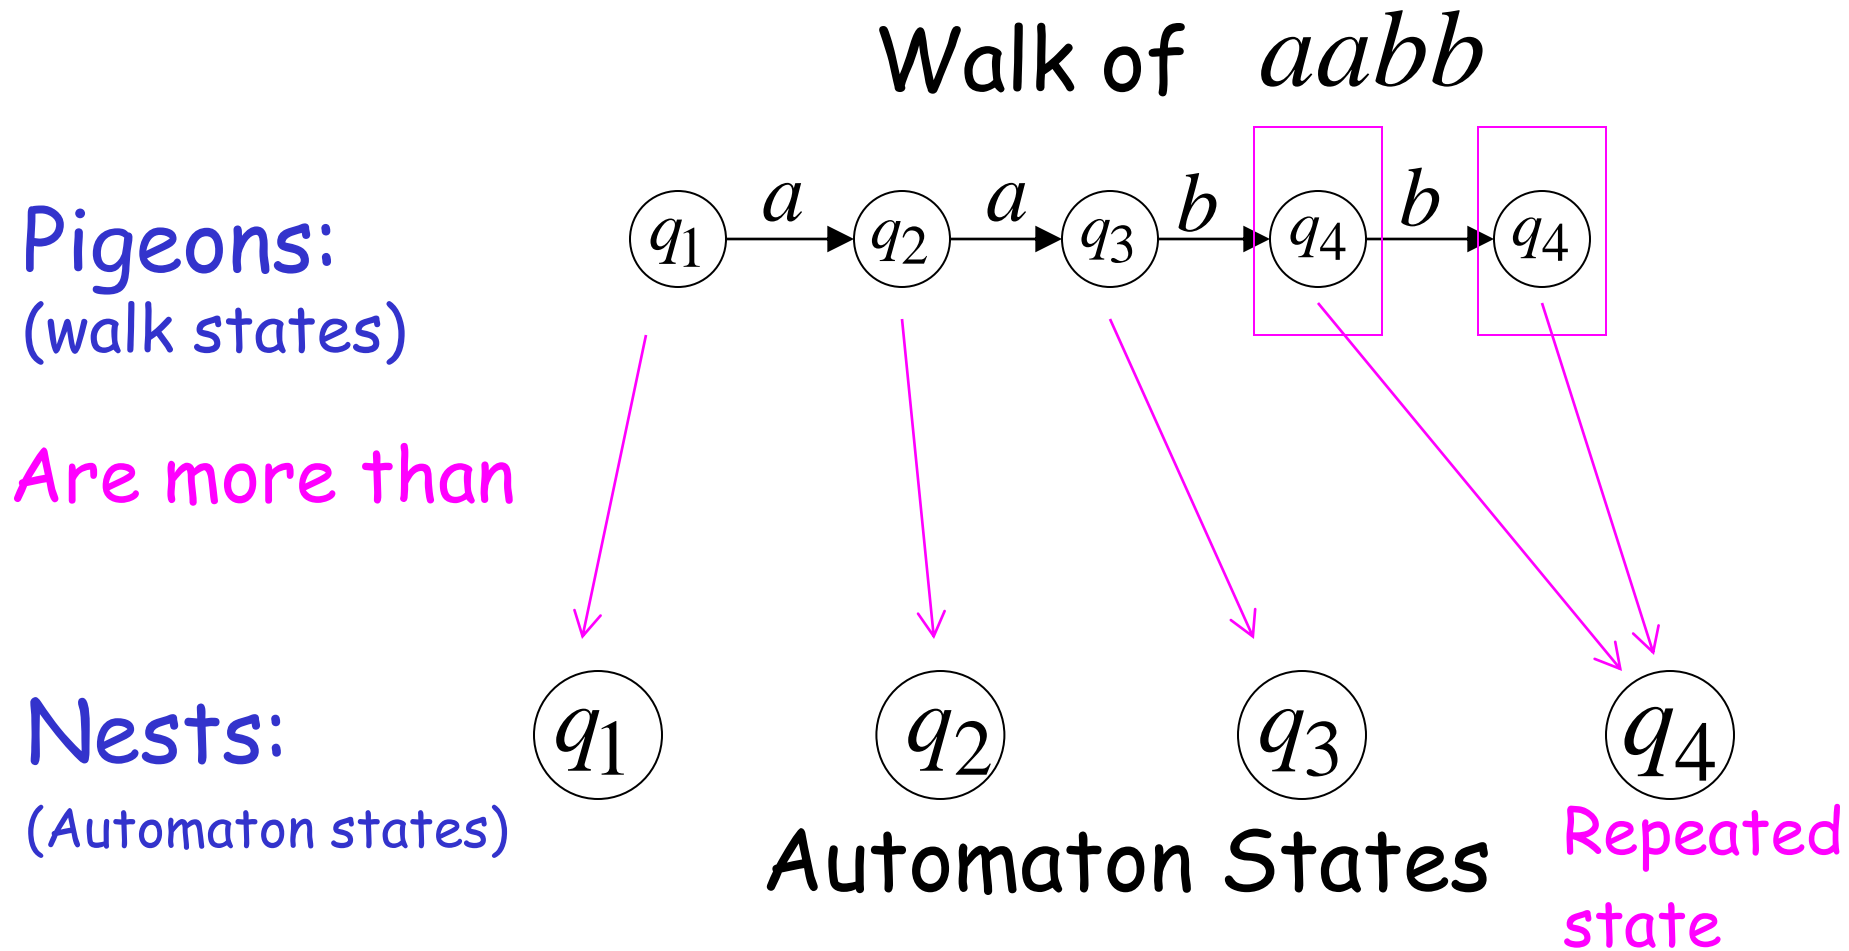 Walk of aabb
Pigeons:
(walk states)
q1 a q2 a q3 b q4 b q4
Are more than
Nests:
(Automaton states)
q1 q2 q3 q4
Automaton States
Repeated
state